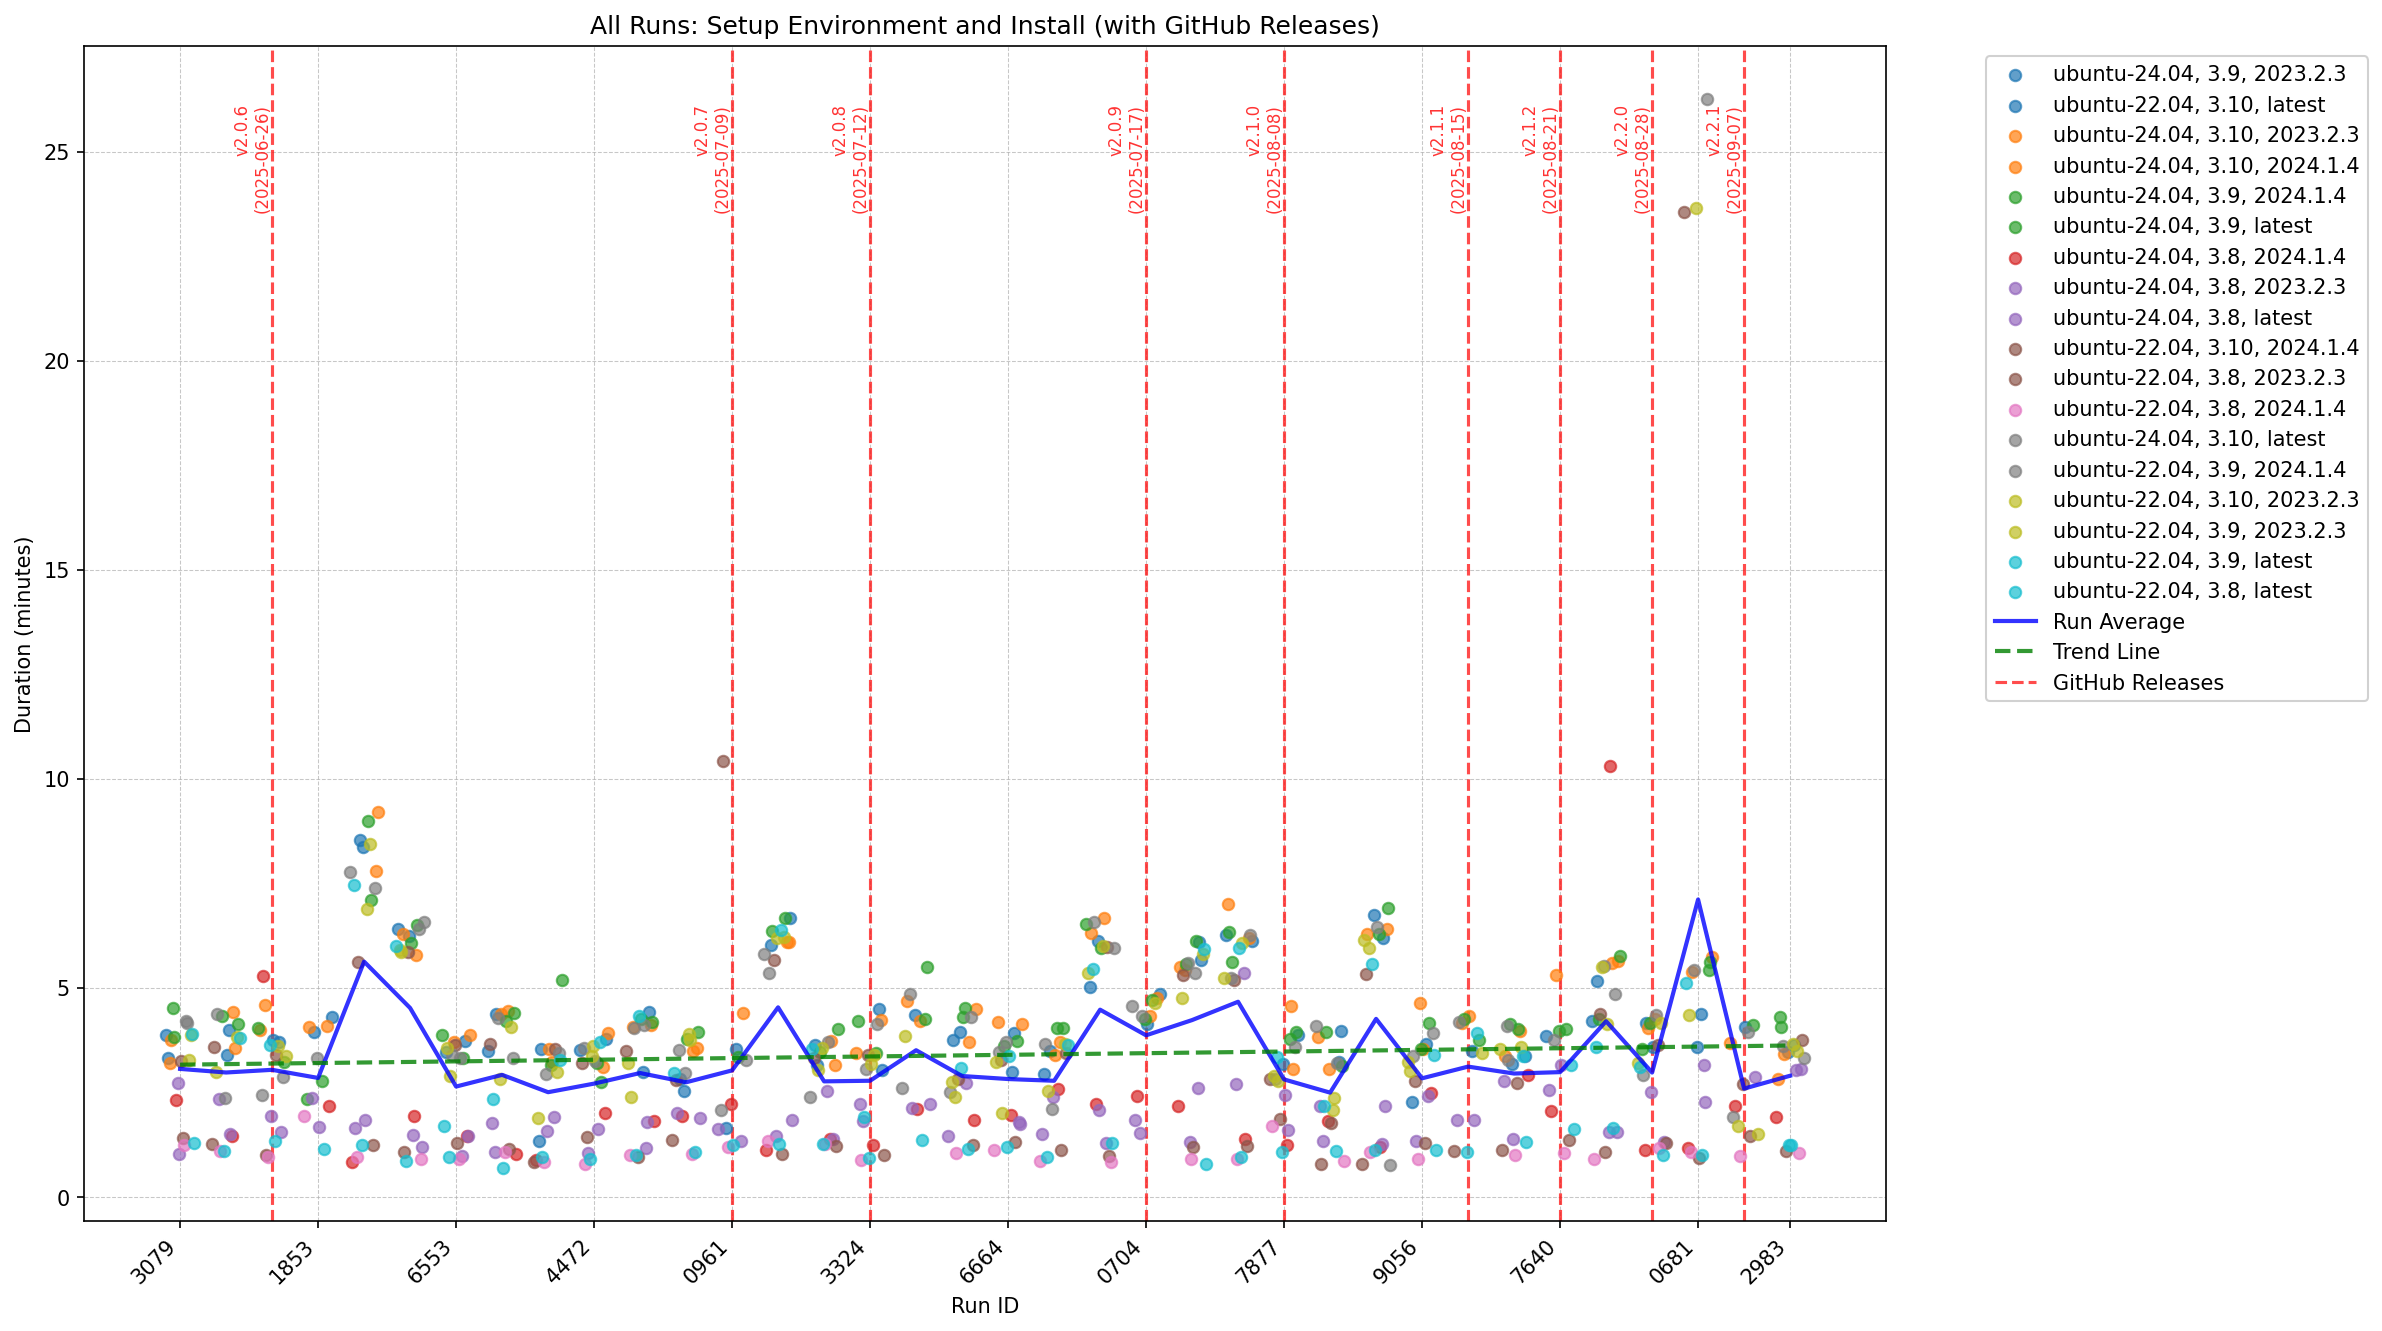 All Runs: Setup Environment and Install (with GitHub Releases)
Duration (minutes)
25
20
15
10
5
0
v2.0.6
(2025-06-26)
v2.0.7
(2025-07-09)
v2.0.8
(2025-07-12)
v2.0.9
(2025-07-17)
v2.1.0
(2025-08-08)
v2.1.1
(2025-08-15)
v2.1.2
(2025-08-21)
v2.2.0
(2025-08-28)
v2.2.1
(2025-09-07)
3079
1853
6553
4472
0961
3324
6664
0704
7877
9056
7640
0681
2983
Run ID
ubuntu-24.04, 3.9, 2023.2.3
ubuntu-22.04, 3.10, latest
ubuntu-24.04, 3.10, 2023.2.3
ubuntu-24.04, 3.10, 2024.1.4
ubuntu-24.04, 3.9, 2024.1.4
ubuntu-24.04, 3.9, latest
ubuntu-24.04, 3.8, 2024.1.4
ubuntu-24.04, 3.8, 2023.2.3
ubuntu-24.04, 3.8, latest
ubuntu-22.04, 3.10, 2024.1.4
ubuntu-22.04, 3.8, 2023.2.3
ubuntu-22.04, 3.8, 2024.1.4
ubuntu-24.04, 3.10, latest
ubuntu-22.04, 3.9, 2024.1.4
ubuntu-22.04, 3.10, 2023.2.3
ubuntu-22.04, 3.9, 2023.2.3
ubuntu-22.04, 3.9, latest
ubuntu-22.04, 3.8, latest
Run Average
Trend Line
GitHub Releases